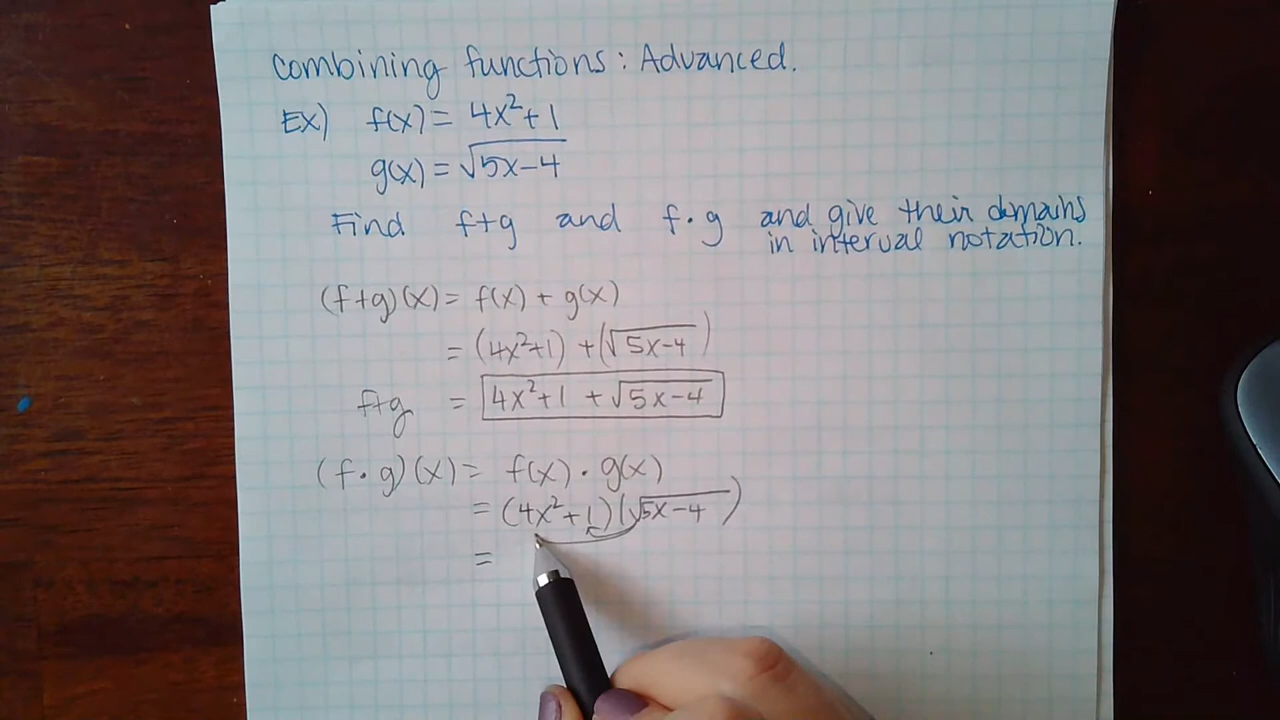 Combining functions: Advanced.
EX) f(x) = 4x²+1
g(x) = √5x-4
Find f+g and f·g and give their domains
in interval notation.
(f+g)(x) = f(x) + g(x)
= (4x²+1) + (√5x-4)
f+g = 4x²+1 + √5x-4
(f·g)(x) = f(x) · g(x)
= (4x²+1)(√5x-4)
=